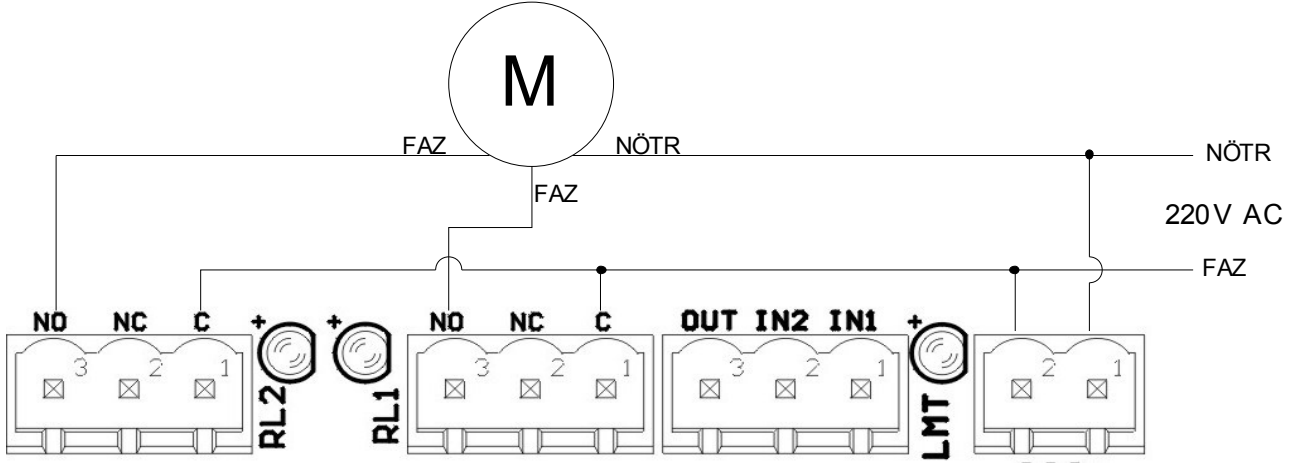 M
FAZ NÖTR NÖTR
FAZ
220V AC
FAZ
NO NC C + + NO NC C OUT IN2 IN1 +
3 2 1 3 2 1 3 2 1 2 1
RL2 RL1 LMT